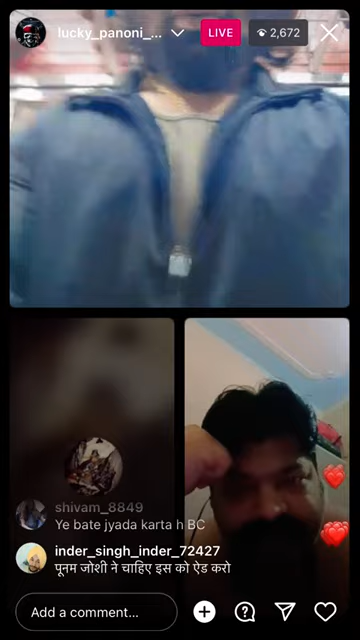 lucky_panoni_...
LIVE
2,672
shivam_8849
Ye bate jyada karta h BC
inder_singh_inder_72427
पूनम जोशी ने चाहिए इस को ऐड करो
Add a comment...